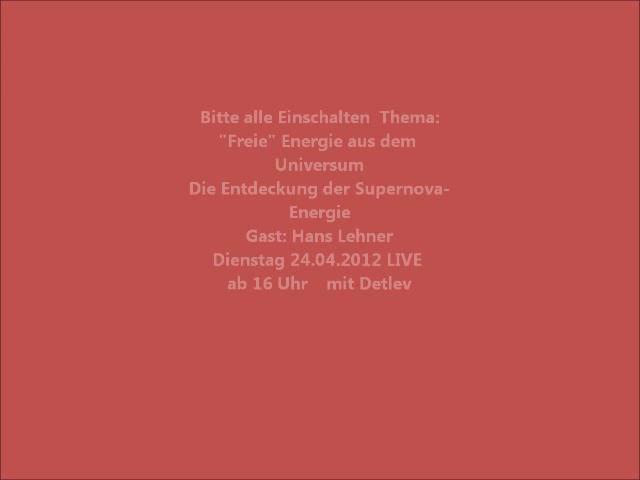 Bitte alle Einschalten  Thema:
"Freie" Energie aus dem
Universum
Die Entdeckung der Supernova-
Energie
Gast: Hans Lehner
Dienstag 24.04.2012 LIVE
ab 16 Uhr    mit Detlev